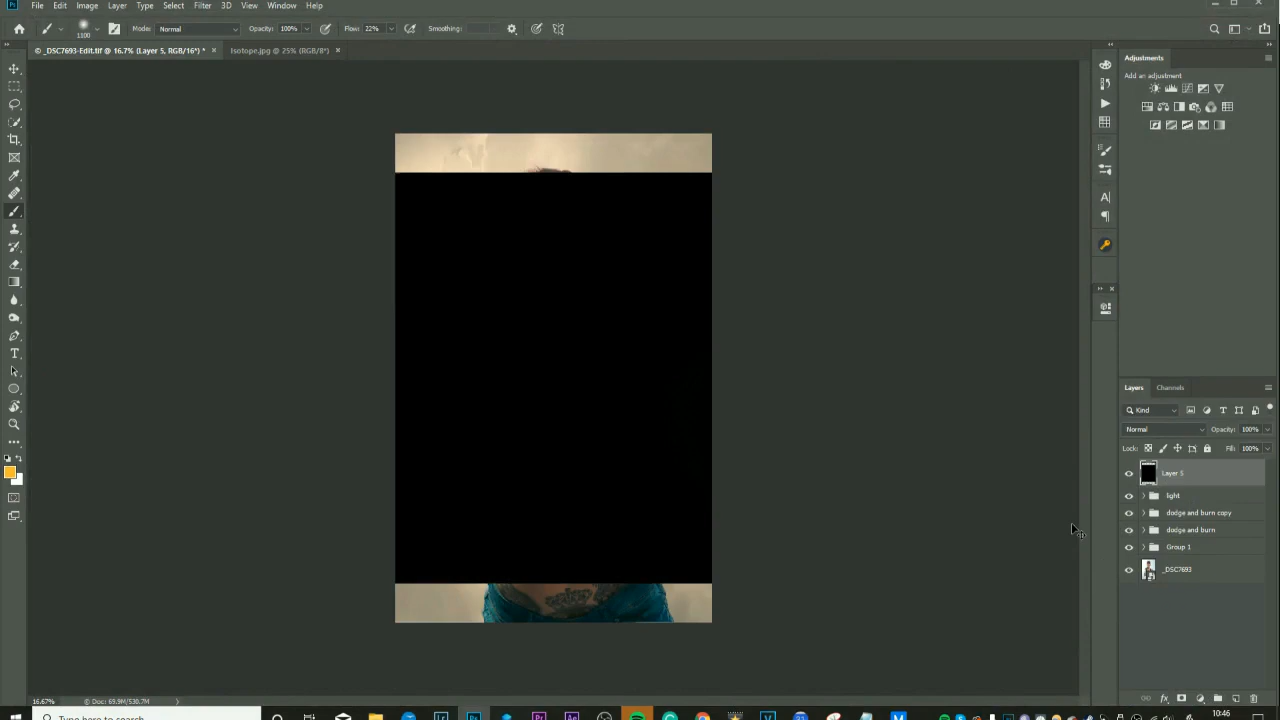 File Edit Image Layer Type Select Filter 3D View Window Help
1100 Mode: Normal Opacity: 100% Flow: 22% Smoothing:
© _DSC7693-Edit.tif @ 16.7% (Layer 5, RGB/16*) * × Isotope.jpg @ 25% (RGB/8*) ×
Adjustments
Add an adjustment
Layers Channels
Kind
Normal Opacity: 100%
Lock: Fill: 100%
Layer 5
light
dodge and burn copy
dodge and burn
Group 1
_DSC7693
16.67% Doc: 69.9M/530.7M
Type here to search
10:46
10:46